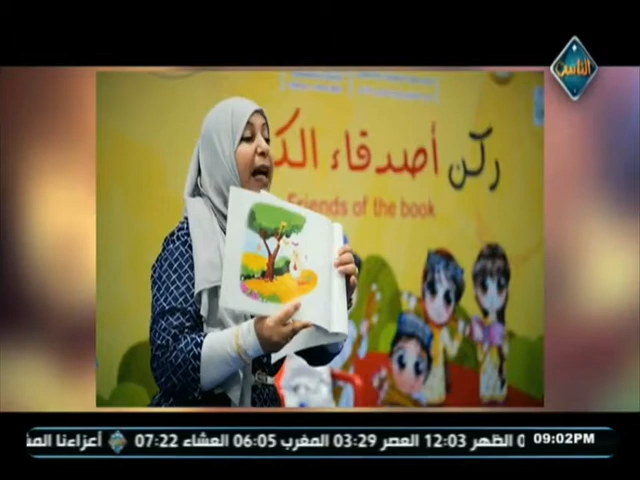 الناس
ركن أصدقاء الك
Friends of the book
الظهر 12:03 العصر 03:29 المغرب 06:05 العشاء 07:22 أعزاءنا
09:02PM